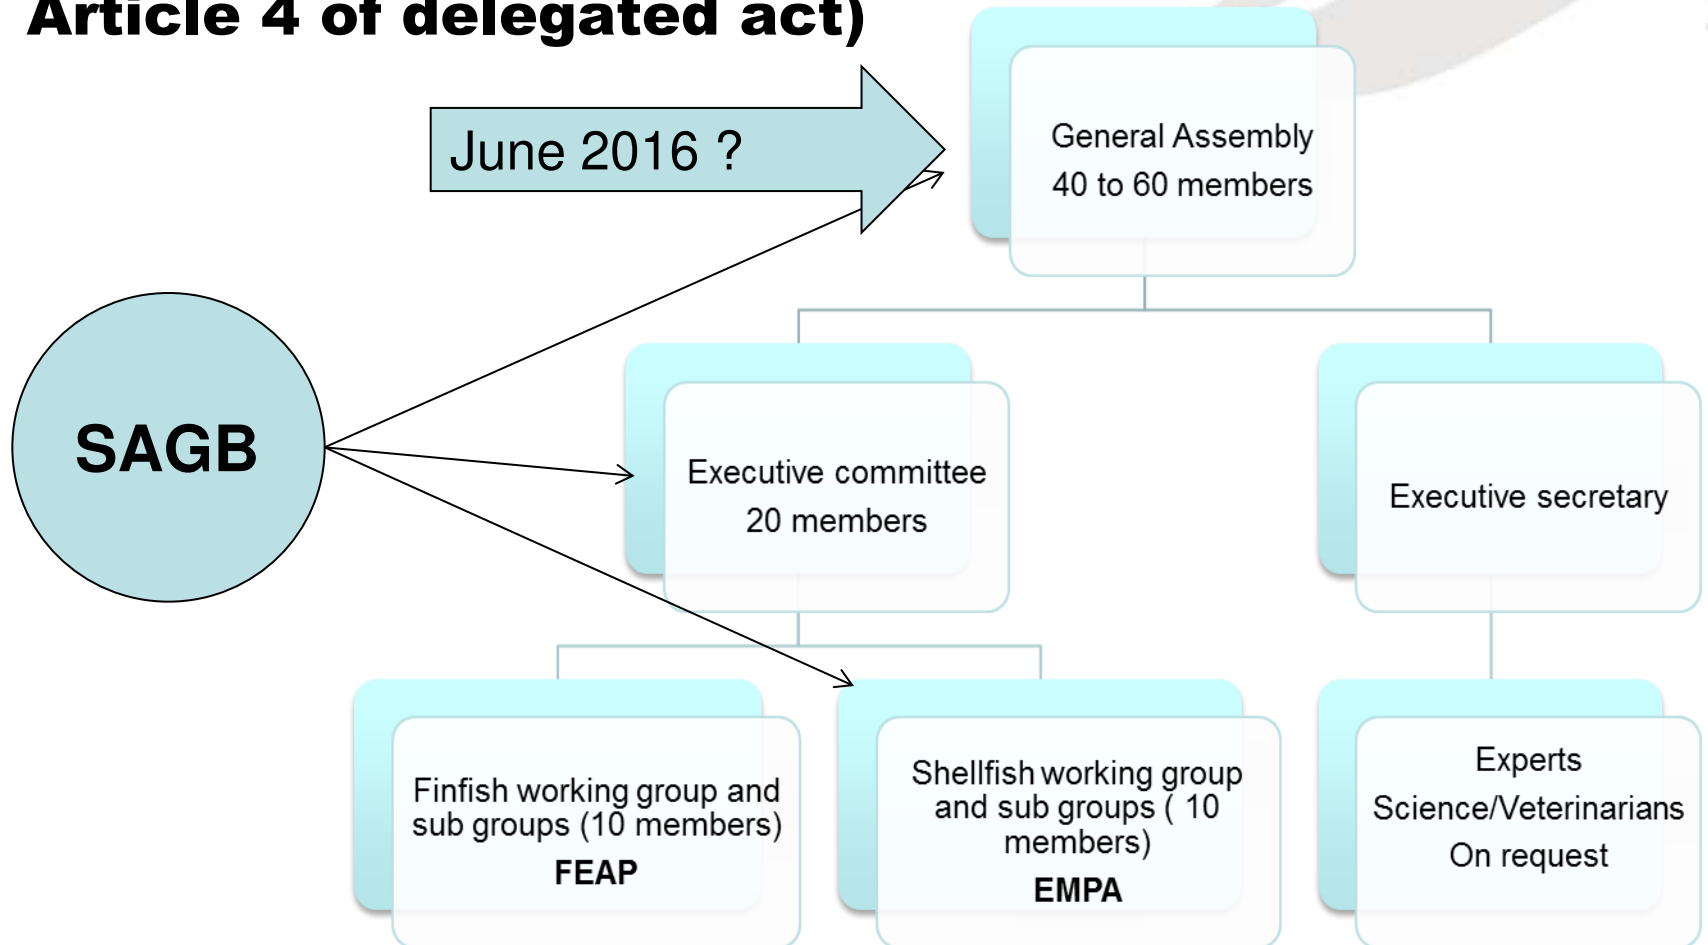 Article 4 of delegated act)
June 2016 ?
General Assembly
40 to 60 members
SAGB
Executive committee
20 members
Executive secretary
Finfish working group and
sub groups (10 members)
FEAP
Shellfish working group
and sub groups ( 10
members)
EMPA
Experts
Science/Veterinarians
On request